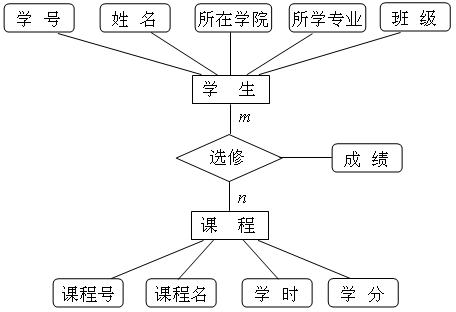 学 号 姓 名 所在学院 所学专业 班 级
学 生
m
选修 成 绩
n
课 程
课程号 课程名 学 时 学 分